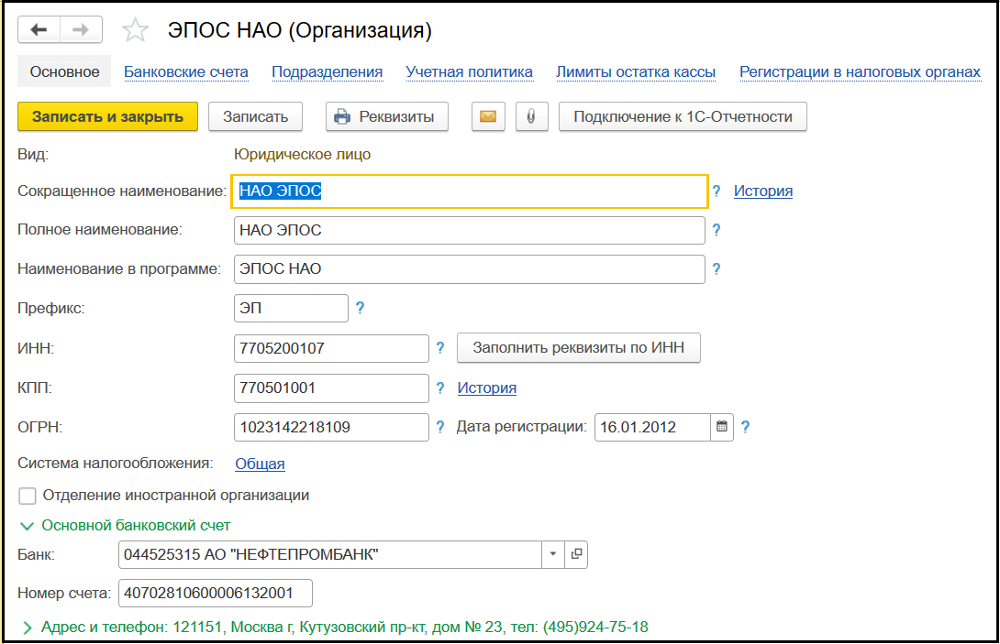 ЭПОС НАО (Организация)
Основное Банковские счета Подразделения Учетная политика Лимиты остатка кассы Регистрации в налоговых органах
Записать и закрыть Записать Реквизиты Подключение к 1С-Отчетности
Вид: Юридическое лицо
Сокращенное наименование: НАО ЭПОС ? История
Полное наименование: НАО ЭПОС ?
Наименование в программе: ЭПОС НАО ?
Префикс: ЭП ?
ИНН: 7705200107 ? Заполнить реквизиты по ИНН
КПП: 770501001 ? История
ОГРН: 1023142218109 ? Дата регистрации: 16.01.2012 ?
Система налогообложения: Общая
Отделение иностранной организации
Основной банковский счет
Банк: 044525315 АО "НЕФТЕПРОМБАНК"
Номер счета: 40702810600006132001
Адрес и телефон: 121151, Москва г, Кутузовский пр-кт, дом № 23, тел: (495)924-75-18